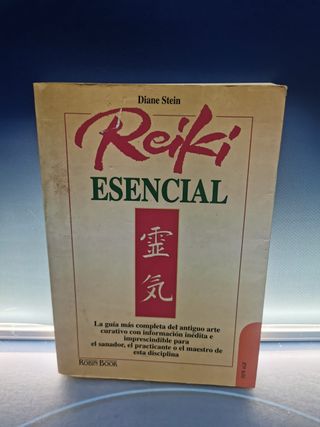 Diane Stein
Reiki
ESENCIAL
靈
気
La guía más completa del antiguo arte
curativo con información inédita e
imprescindible para
el sanador, el practicante o el maestro de
esta disciplina
ROBIN BOOK